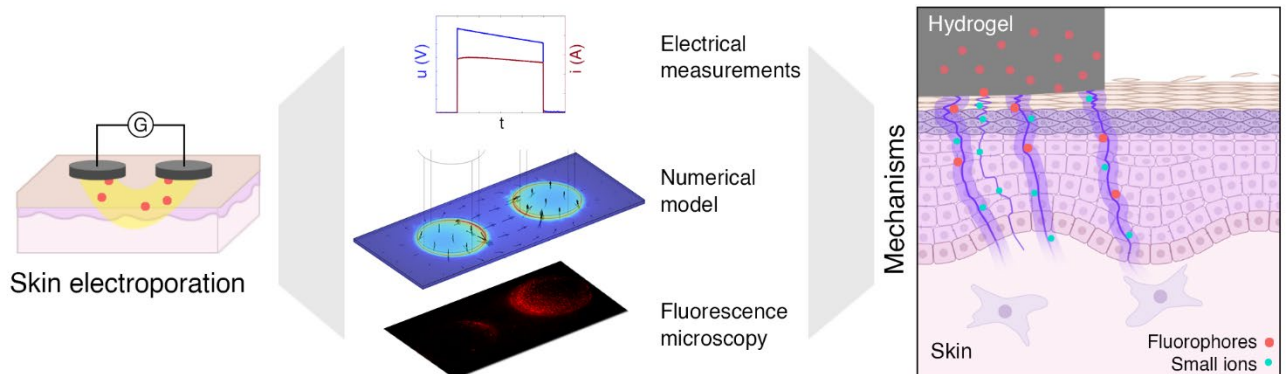 G
Skin electroporation
u (V)
i (A)
t
Electrical
measurements
Numerical
model
Fluorescence
microscopy
Mechanisms
Hydrogel
Skin
Fluorophores
Small ions